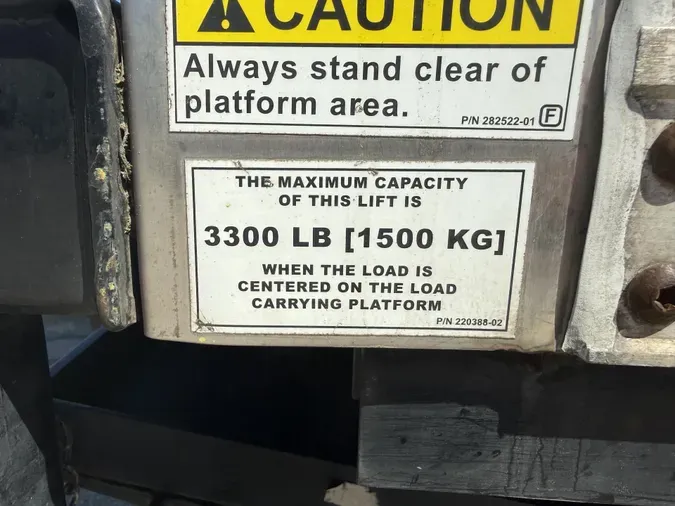 CAUTION
Always stand clear of
platform area.
P/N 282522-01 F
THE MAXIMUM CAPACITY
OF THIS LIFT IS
3300 LB [1500 KG]
WHEN THE LOAD IS
CENTERED ON THE LOAD
CARRYING PLATFORM
P/N 220388-02